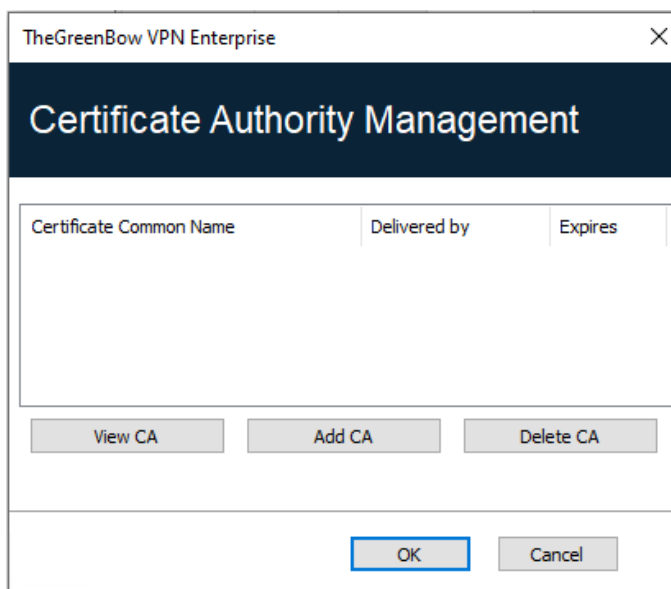 TheGreenBow VPN Enterprise
Certificate Authority Management
Certificate Common Name Delivered by Expires
View CA Add CA Delete CA
OK Cancel